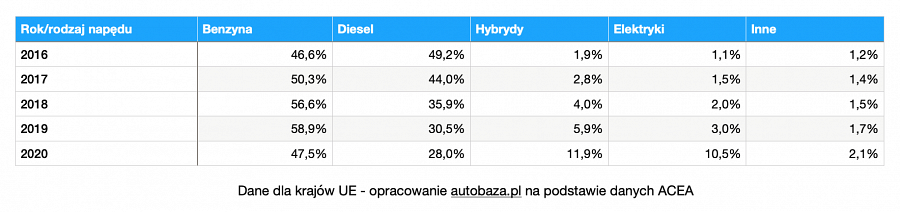 Rok/rodzaj napędu Benzyna Diesel Hybrydy Elektryki Inne
2016 46,6% 49,2% 1,9% 1,1% 1,2%
2017 50,3% 44,0% 2,8% 1,5% 1,4%
2018 56,6% 35,9% 4,0% 2,0% 1,5%
2019 58,9% 30,5% 5,9% 3,0% 1,7%
2020 47,5% 28,0% 11,9% 10,5% 2,1%
Dane dla krajów UE - opracowanie autobaza.pl na podstawie danych ACEA